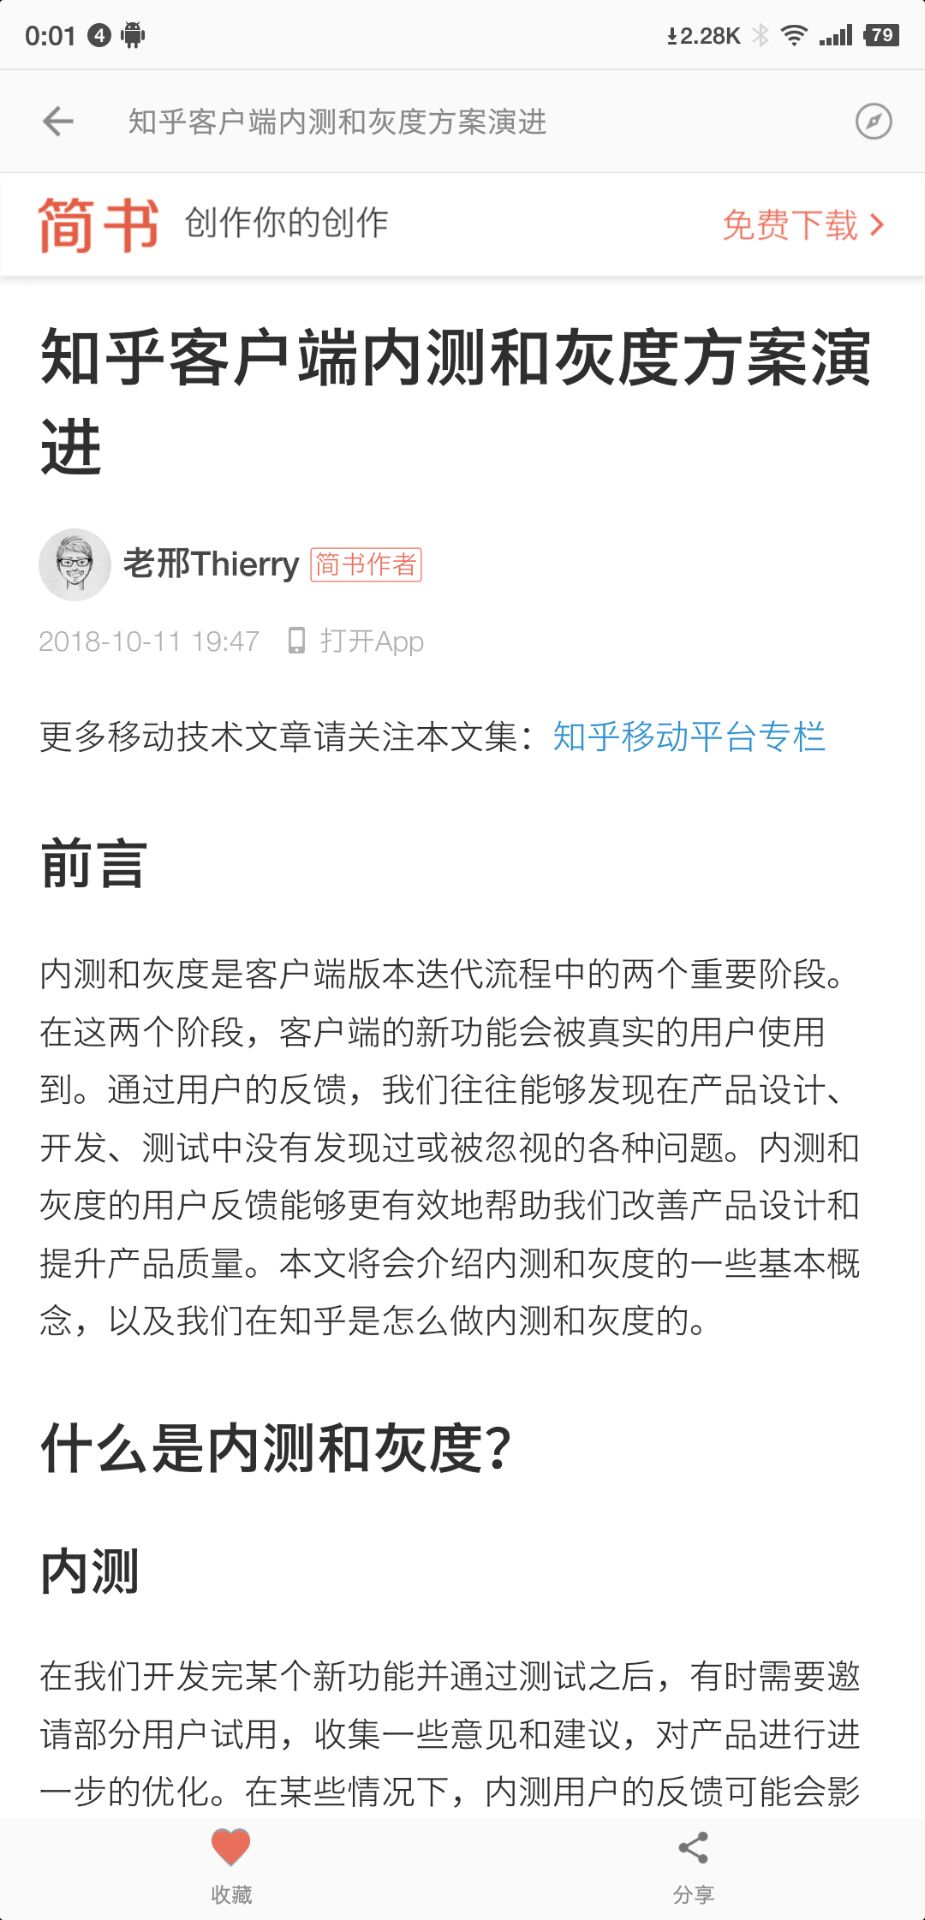 0:01 4 2.28K 79
知乎客户端内测和灰度方案演进
简书 创作你的创作 免费下载
知乎客户端内测和灰度方案演
进
老邢Thierry 简书作者
2018-10-11 19:47 打开App
更多移动技术文章请关注本文集：知乎移动平台专栏
前言
内测和灰度是客户端版本迭代流程中的两个重要阶段。
在这两个阶段，客户端的新功能会被真实的用户使用
到。通过用户的反馈，我们往往能够发现在产品设计、
开发、测试中没有发现过或被忽视的各种问题。内测和
灰度的用户反馈能够更有效地帮助我们改善产品设计和
提升产品质量。本文将会介绍内测和灰度的一些基本概
念，以及我们在知乎是怎么做内测和灰度的。
什么是内测和灰度？
内测
在我们开发完某个新功能并通过测试之后，有时需要邀
请部分用户试用，收集一些意见和建议，对产品进行进
一步的优化。在某些情况下，内测用户的反馈可能会影
收藏 分享